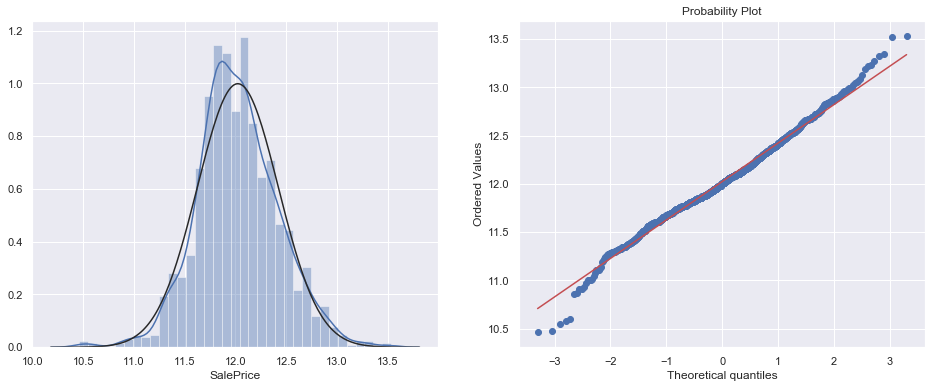 1.2
1.0
0.8
0.6
0.4
0.2
0.0
10.0 10.5 11.0 11.5 12.0 12.5 13.0 13.5
SalePrice
Probability Plot
13.5
13.0
12.5
12.0
11.5
11.0
10.5
Ordered Values
−3 −2 −1 0 1 2 3
Theoretical quantiles